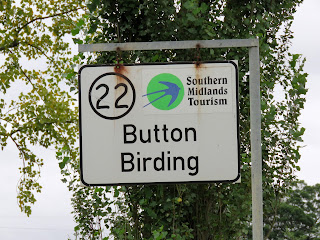 22
Southern
Midlands
Tourism
Button
Birding